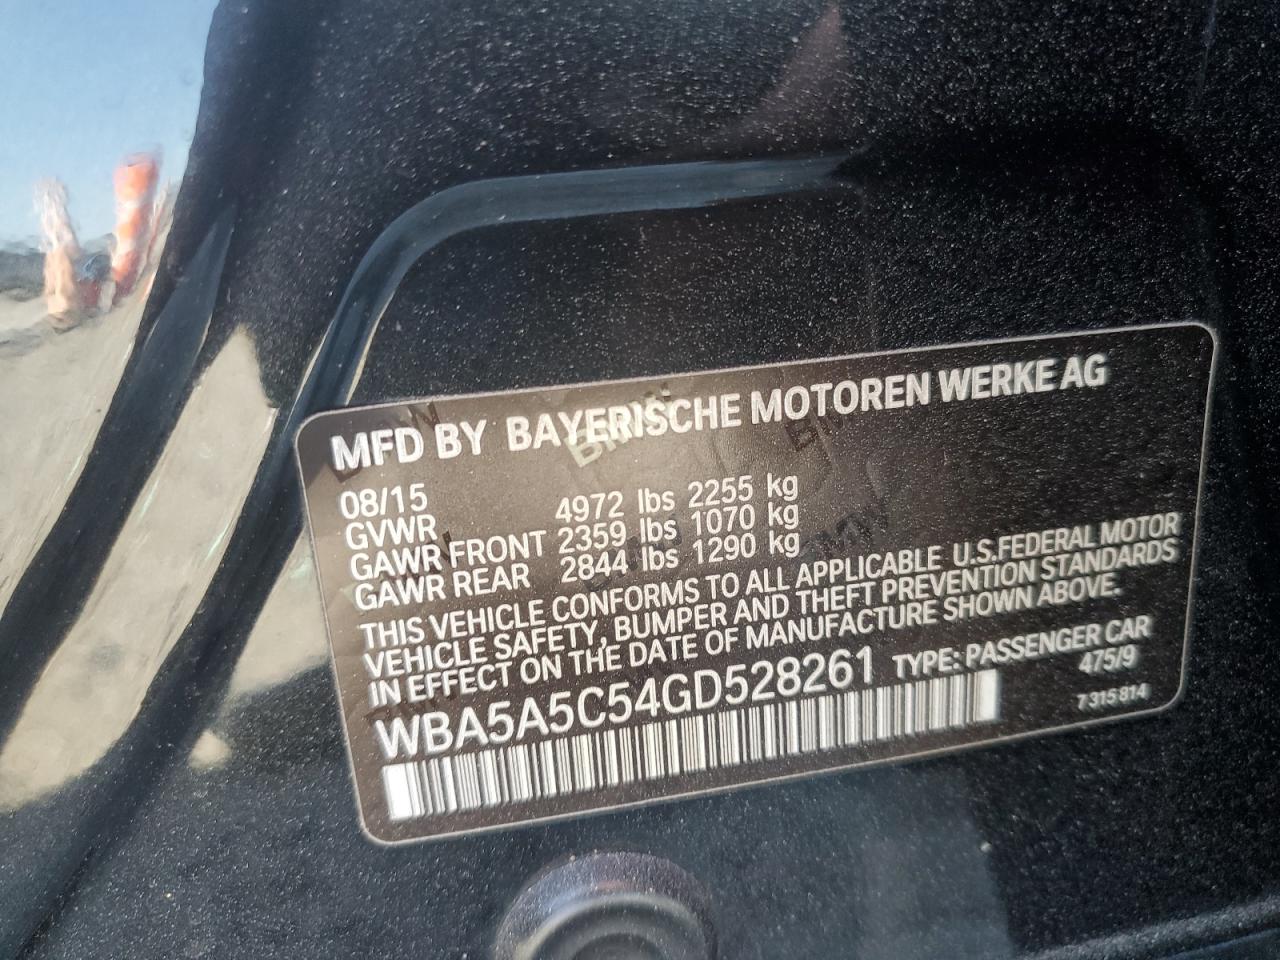 MFD BY BAYERISCHE MOTOREN WERKE AG
08/15
GVWR 4972 lbs 2255 kg
GAWR FRONT 2359 lbs 1070 kg
GAWR REAR 2844 lbs 1290 kg
THIS VEHICLE CONFORMS TO ALL APPLICABLE U.S.FEDERAL MOTOR
VEHICLE SAFETY, BUMPER AND THEFT PREVENTION STANDARDS
IN EFFECT ON THE DATE OF MANUFACTURE SHOWN ABOVE.
WBA5A5C54GD528261 TYPE: PASSENGER CAR
475/9
7 315 814